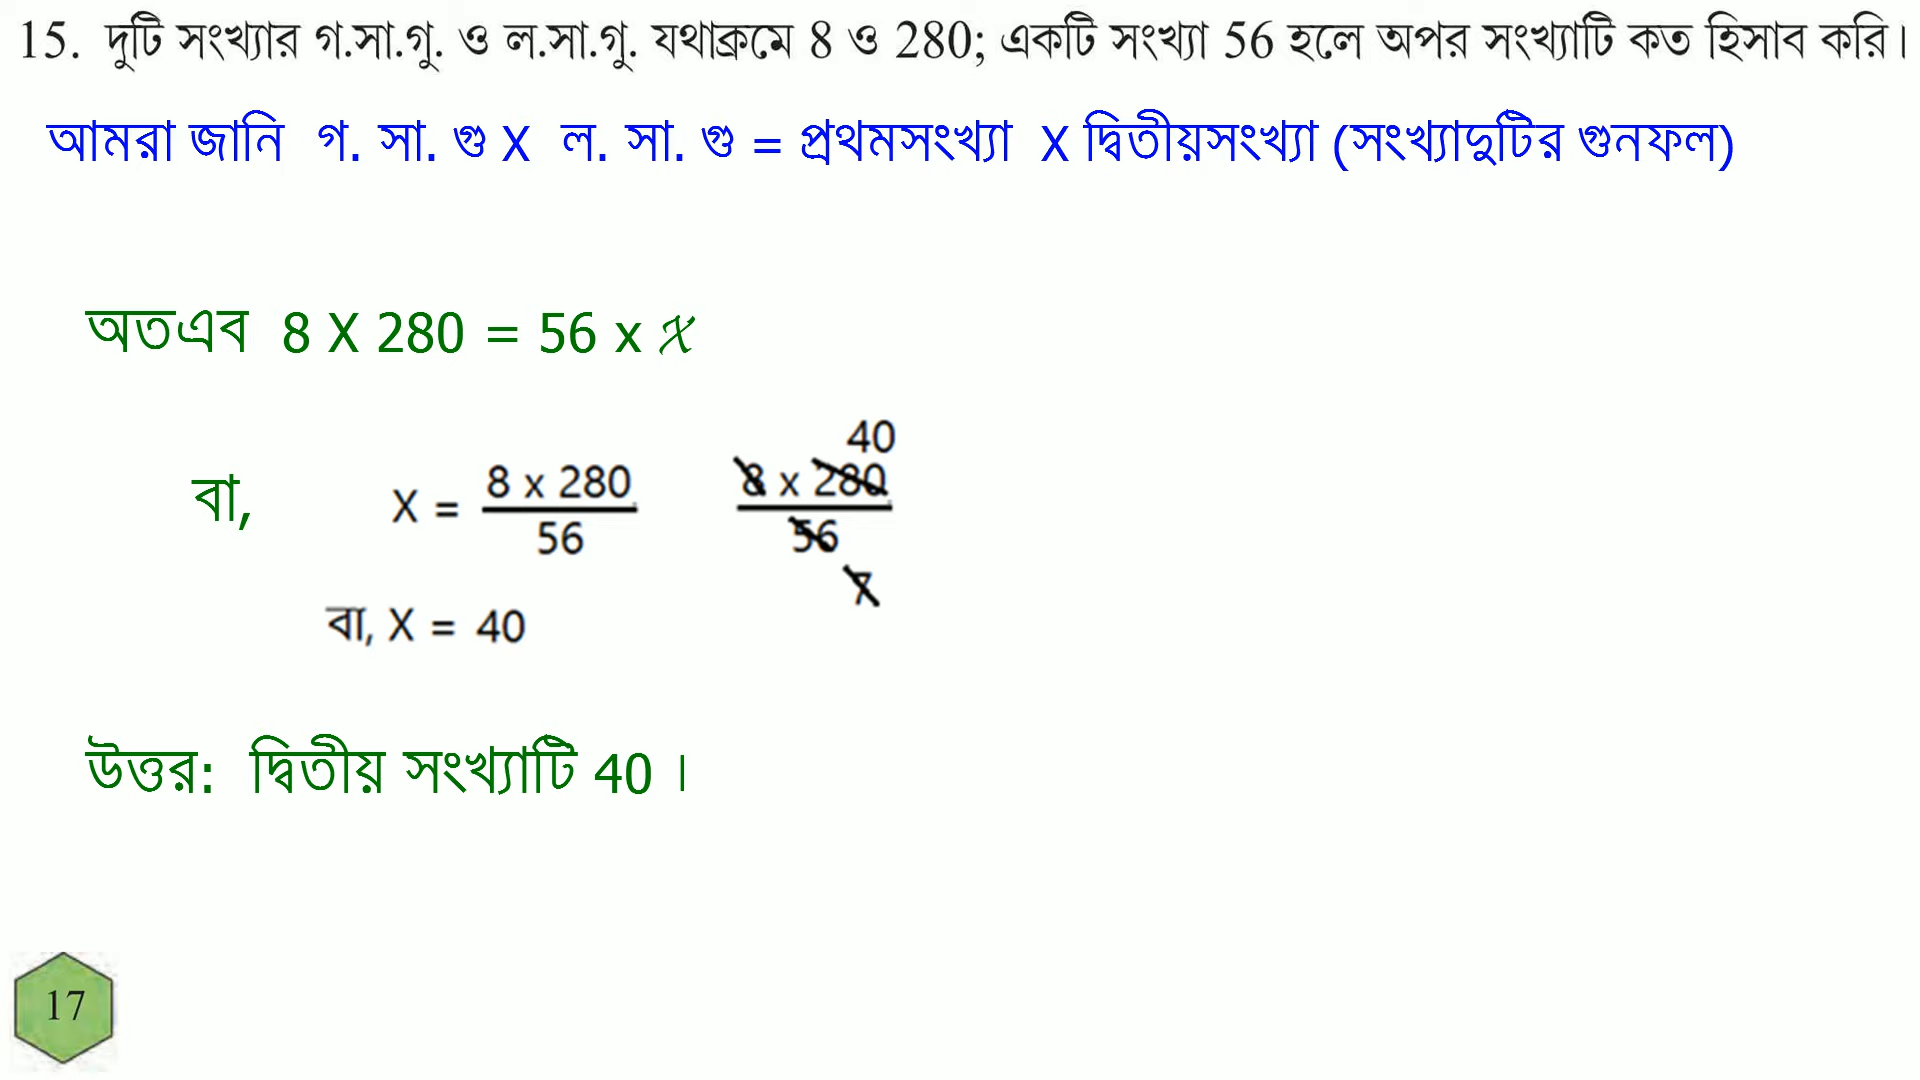 15. দুটি সংখ্যার গ.সা.গু. ও ল.সা.গু. যথাক্রমে 8 ও 280; একটি সংখ্যা 56 হলে অপর সংখ্যাটি কত হিসাব করি।
আমরা জানি গ. সা. গু X ল. সা. গু = প্রথমসংখ্যা X দ্বিতীয়সংখ্যা (সংখ্যাদুটির গুনফল)
অতএব 8 X 280 = 56 x x
40
বা, X = 8 x 280 8 x 280
56 56
7
বা, X = 40
উত্তর: দ্বিতীয় সংখ্যাটি 40 ।
17